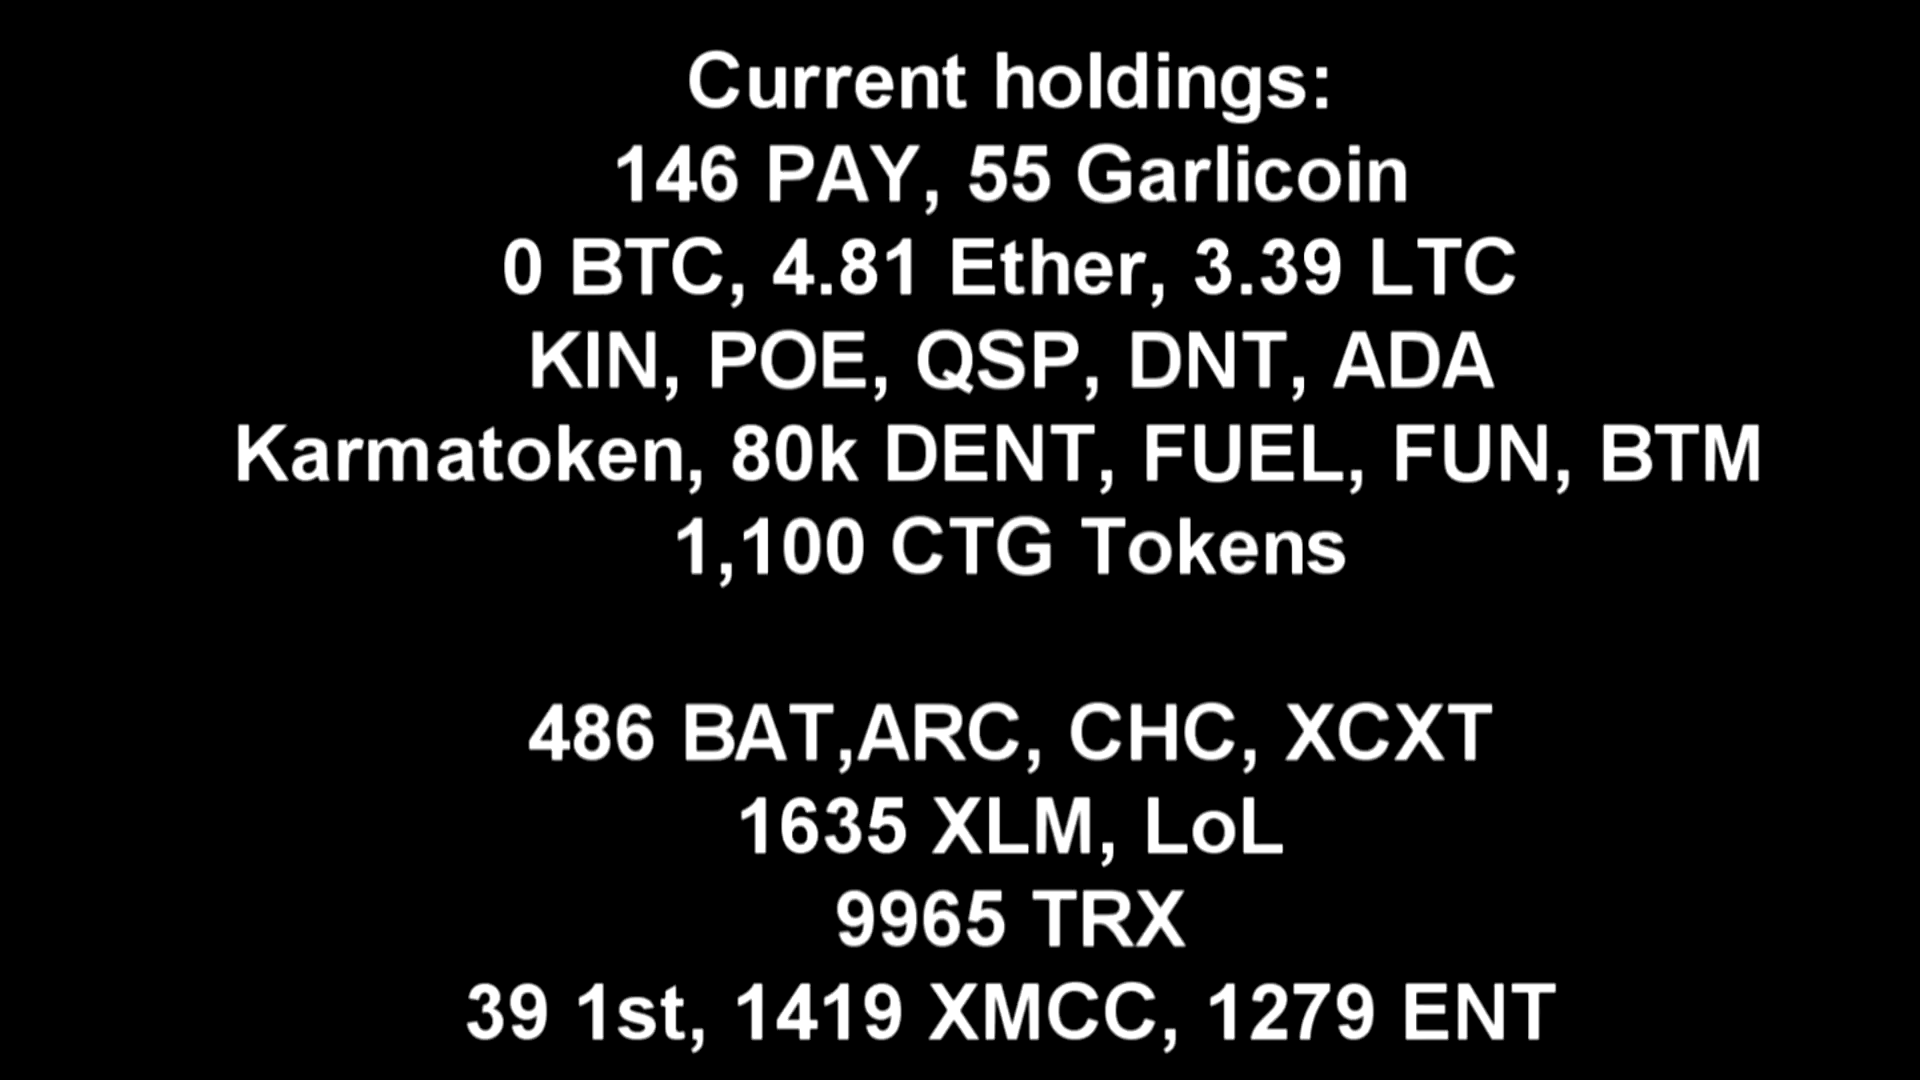 Current holdings:
146 PAY, 55 Garlicoin
0 BTC, 4.81 Ether, 3.39 LTC
KIN, POE, QSP, DNT, ADA
Karmatoken, 80k DENT, FUEL, FUN, BTM
1,100 CTG Tokens
486 BAT,ARC, CHC, XCXT
1635 XLM, LoL
9965 TRX
39 1st, 1419 XMCC, 1279 ENT